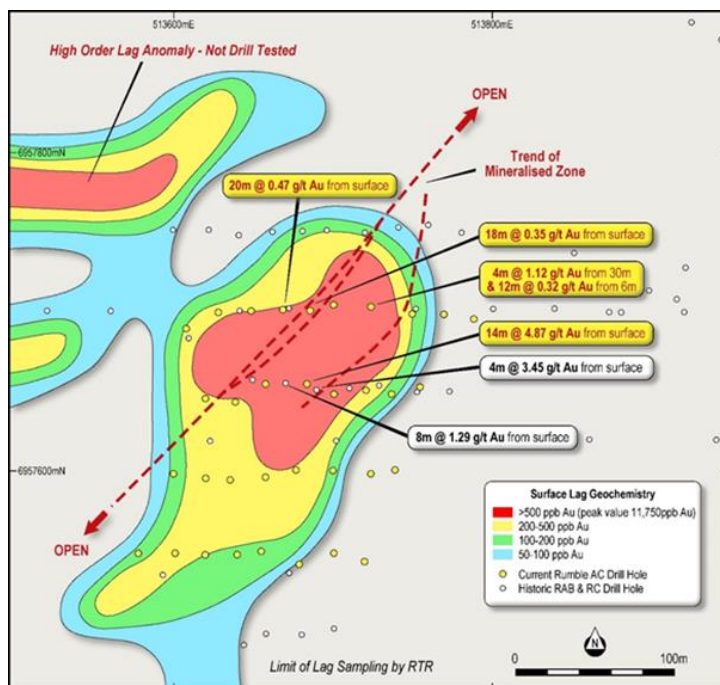 513600mE
513800mE
High Order Lag Anomaly - Not Drill Tested
OPEN
6957800mN
Trend of
Mineralised Zone
20m @ 0.47 g/t Au from surface
18m @ 0.35 g/t Au from surface
4m @ 1.12 g/t Au from 30m
& 12m @ 0.32 g/t Au from 6m
14m @ 4.87 g/t Au from surface
4m @ 3.45 g/t Au from surface
8m @ 1.29 g/t Au from surface
6957600mN
OPEN
Surface Lag Geochemistry
>500 ppb Au (peak value 11,750ppb Au)
200-500 ppb Au
100-200 ppb Au
50-100 ppb Au
Current Rumble AC Drill Hole
Historic RAB & RC Drill Hole
N
Limit of Lag Sampling by RTR
0
100m